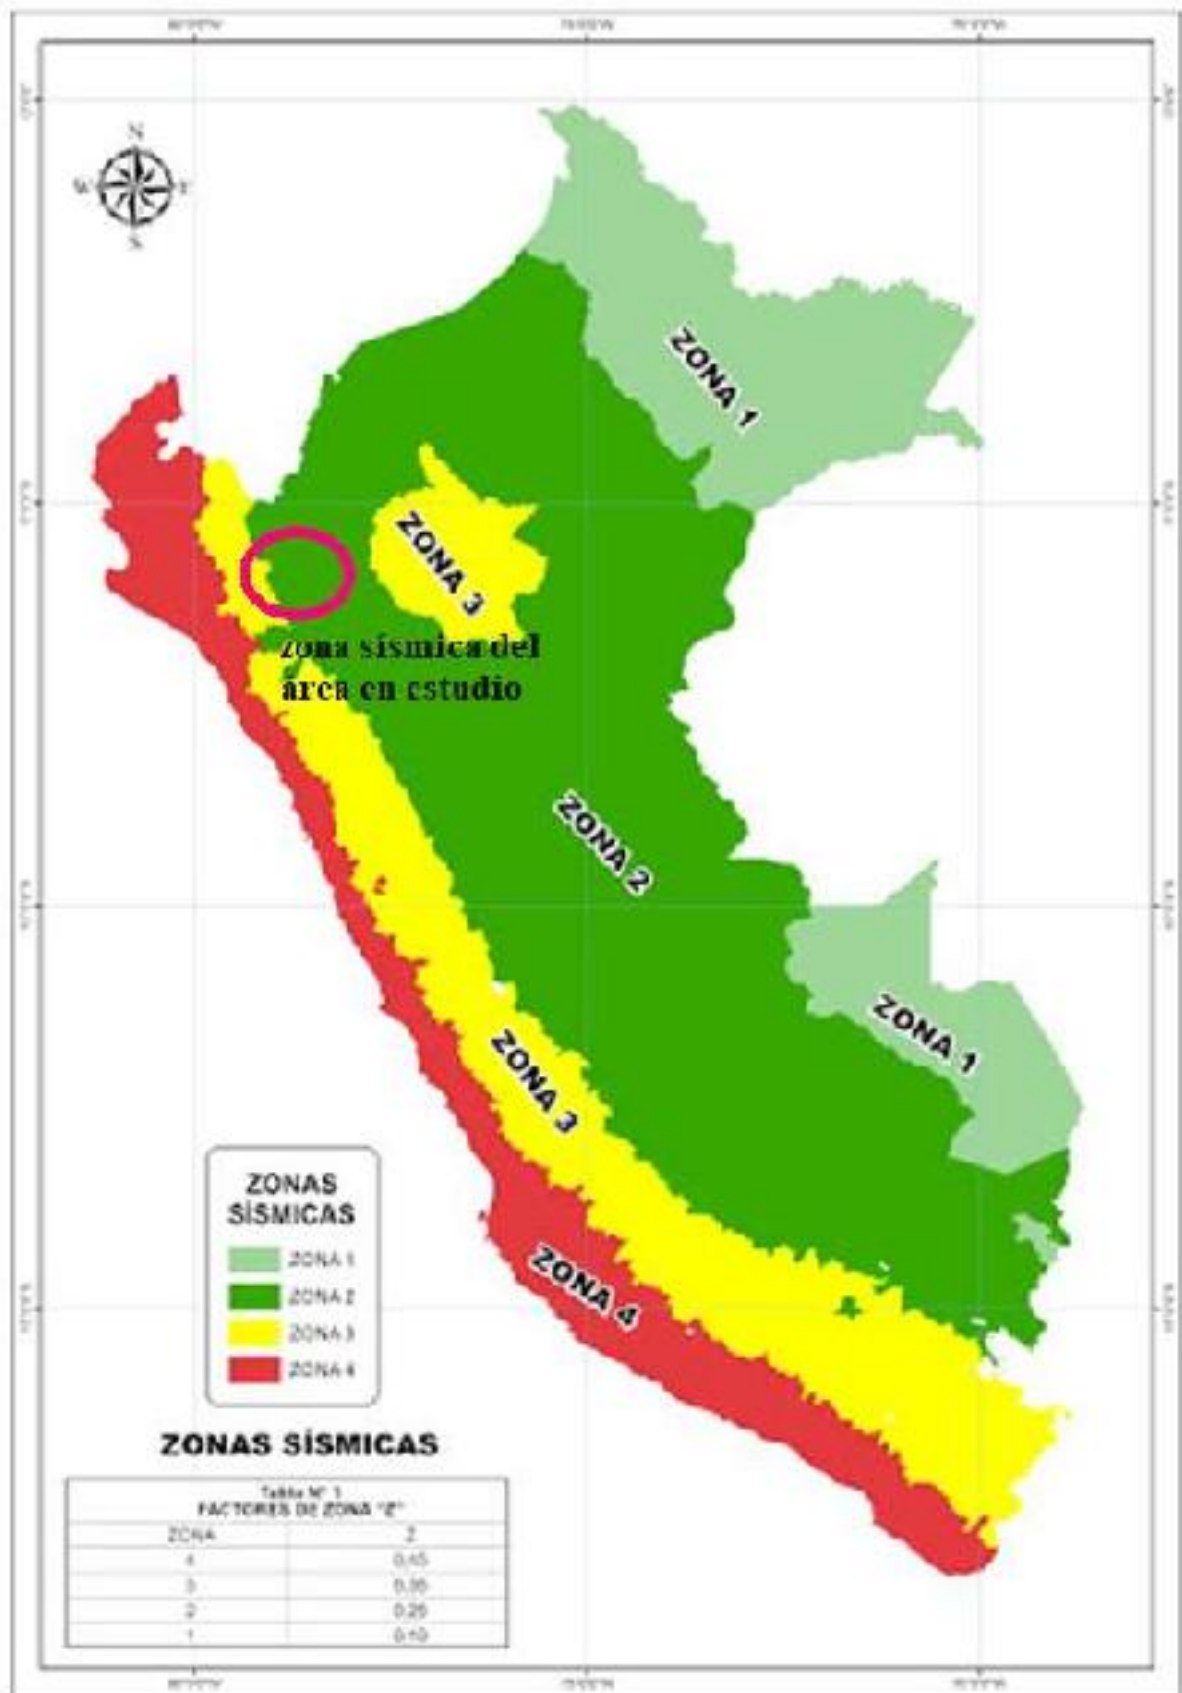 N
W
E
S
ZONA 1
ZONA 3
zona sísmica del
área en estudio
ZONA 2
ZONA 1
ZONA 3
ZONA 4
ZONAS
SÍSMICAS
ZONA 1
ZONA 2
ZONA 3
ZONA 4
ZONAS SÍSMICAS
Tabla N° 1
FACTORES DE ZONA "Z"
ZONA Z
4 0,45
3 0,35
2 0,25
1 0,10